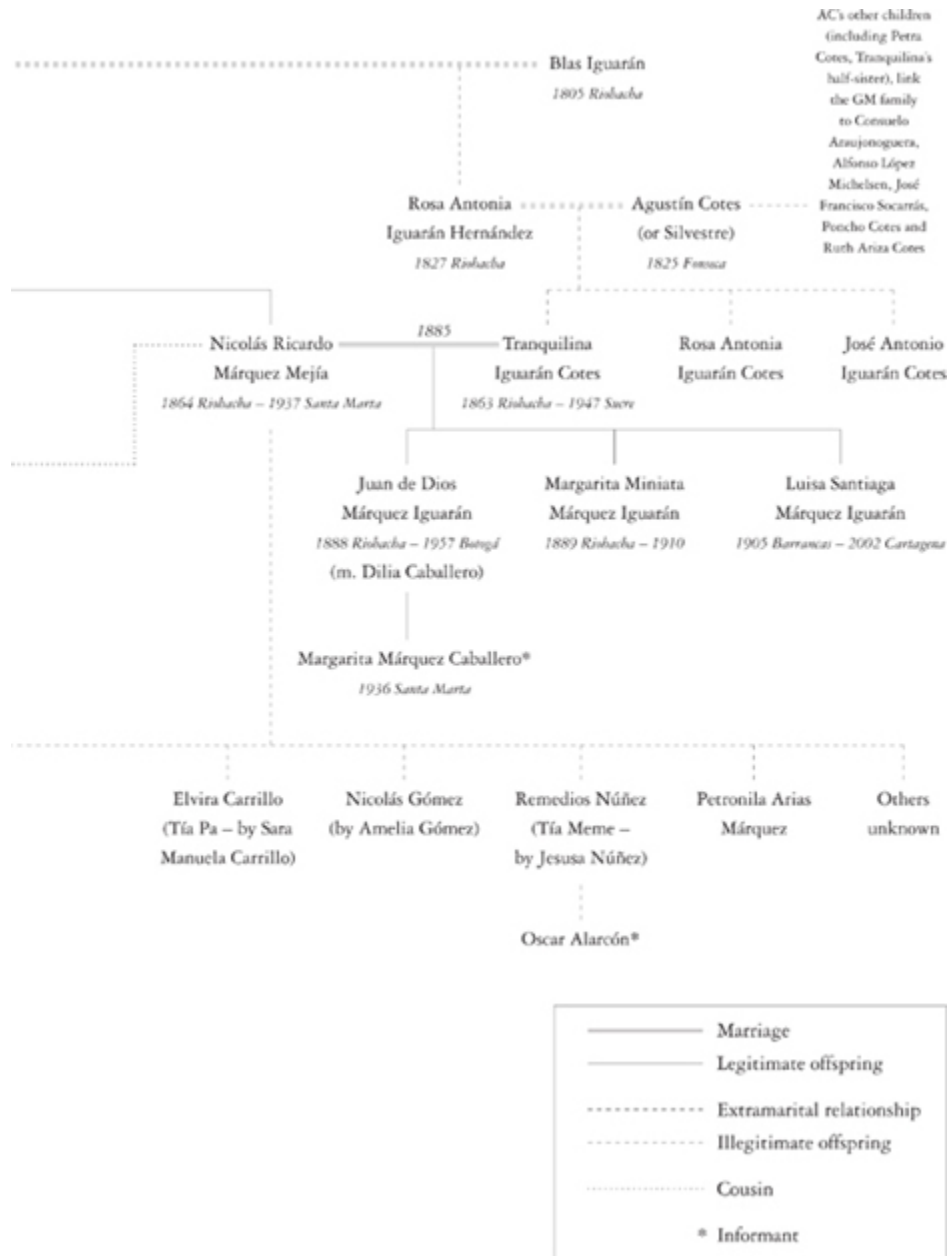 AC's other children
(including Petra
Cotes, Tranquilina's
half-sister), link
the GM family
to Consuelo
Araujonoguera,
Alfonso López
Michelsen, José
Francisco Socarrás,
Poncho Cotes and
Ruth Ariza Cotes
Blas Iguarán
1805 Riohacha
Rosa Antonia
Iguarán Hernández
1827 Riohacha
Agustín Cotes
(or Silvestre)
1825 Fonseca
Nicolás Ricardo
Márquez Mejía
1864 Riohacha – 1937 Santa Marta
1885
Tranquilina
Iguarán Cotes
1863 Riohacha – 1947 Sucre
Rosa Antonia
Iguarán Cotes
José Antonio
Iguarán Cotes
Juan de Dios
Márquez Iguarán
1888 Riohacha – 1957 Bogotá
(m. Dilia Caballero)
Margarita Miniata
Márquez Iguarán
1889 Riohacha – 1910
Luisa Santiaga
Márquez Iguarán
1905 Barrancas – 2002 Cartagena
Margarita Márquez Caballero*
1936 Santa Marta
Elvira Carrillo
(Tía Pa – by Sara
Manuela Carrillo)
Nicolás Gómez
(by Amelia Gómez)
Remedios Núñez
(Tía Meme –
by Jesusa Núñez)
Petronila Arias
Márquez
Others
unknown
Oscar Alarcón*
Marriage
Legitimate offspring
Extramarital relationship
Illegitimate offspring
Cousin
* Informant